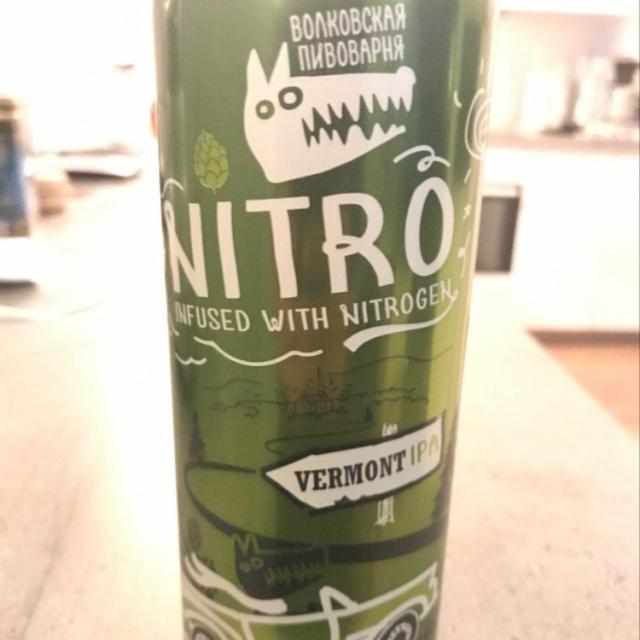 ВОЛКОВСКАЯ
ПИВОВАРНЯ
NITRO
INFUSED WITH NITROGEN
VERMONT IPA